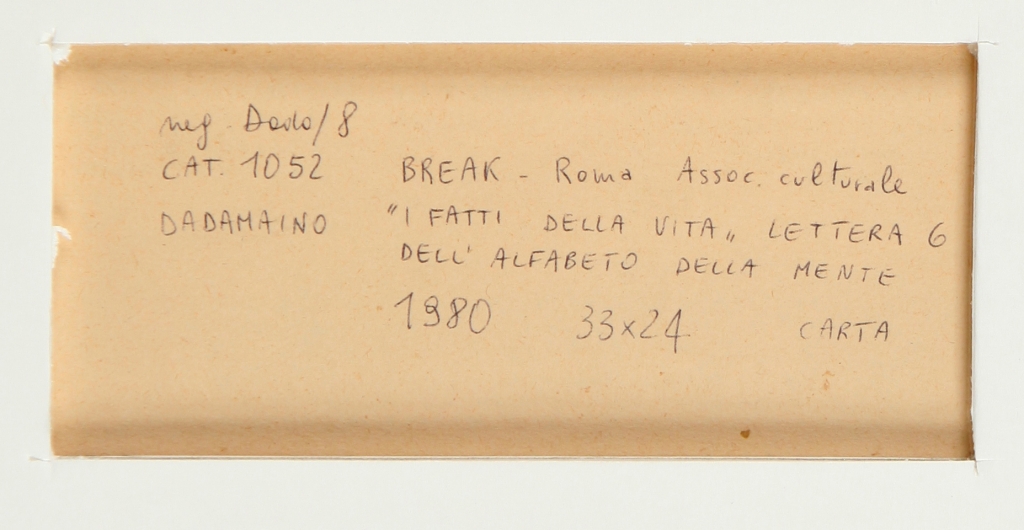 neg. Dada/8
CAT. 1052 BREAK - Roma Assoc. culturale
DADAMAINO "I FATTI DELLA VITA„ LETTERA 6
DELL' ALFABETO DELLA MENTE
1980 33x24 CARTA